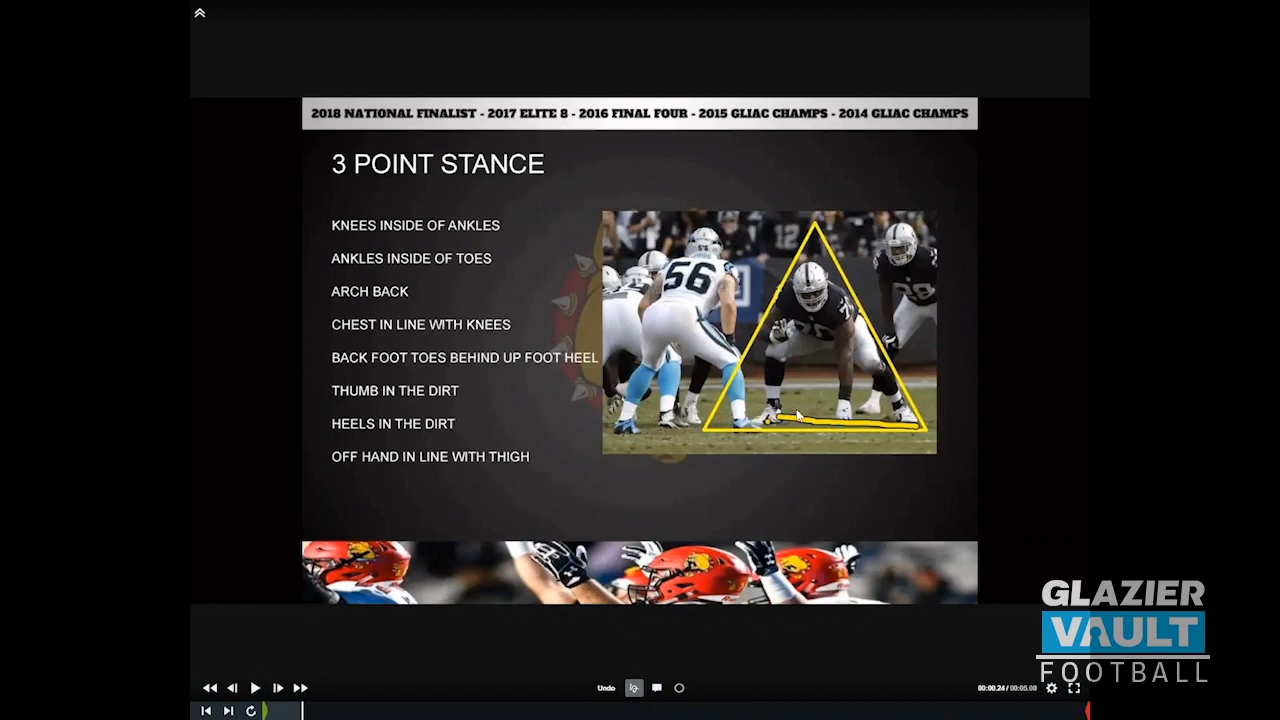 2018 NATIONAL FINALIST - 2017 ELITE 8 - 2016 FINAL FOUR - 2015 GLIAC CHAMPS - 2014 GLIAC CHAMPS
3 POINT STANCE
KNEES INSIDE OF ANKLES
ANKLES INSIDE OF TOES
ARCH BACK
CHEST IN LINE WITH KNEES
BACK FOOT TOES BEHIND UP FOOT HEEL
THUMB IN THE DIRT
HEELS IN THE DIRT
OFF HAND IN LINE WITH THIGH
12
56
70
GLAZIER
VAULT
FOOTBALL
Undo
00:00.24 / 00:05.00